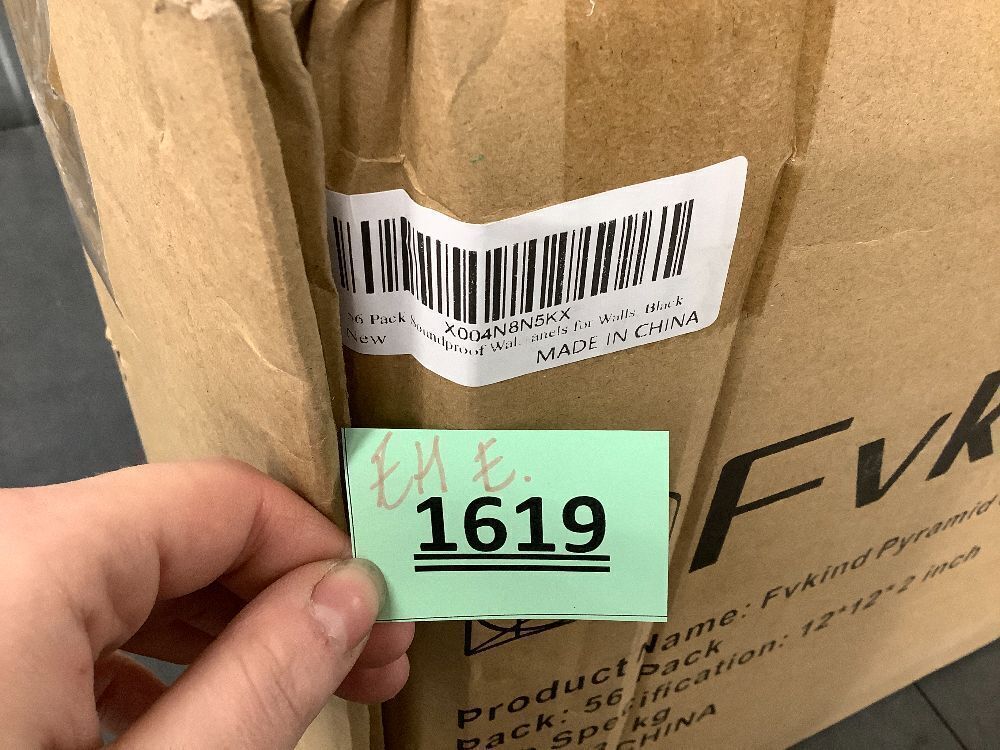 X004N8N5KX
56 Pack Soundproof Wal. anels for Walls, Black
New
MADE IN CHINA
EH E.
1619
Fvk
Product Name: Fvkind Pyramid
Pack: 56 Pack
Specification: 12*12*2 inch
kg
CHINA